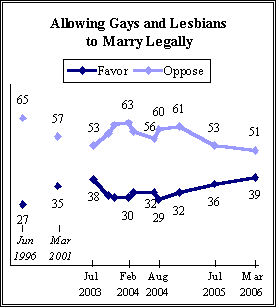 Allowing Gays and Lesbians
to Marry Legally
Favor Oppose
65 57 53 63 56 60 61 53 51
27 35 38 30 32 29 32 36 39
Jun Mar
1996 2001
Jul Feb Aug Jul Mar
2003 2004 2004 2005 2006